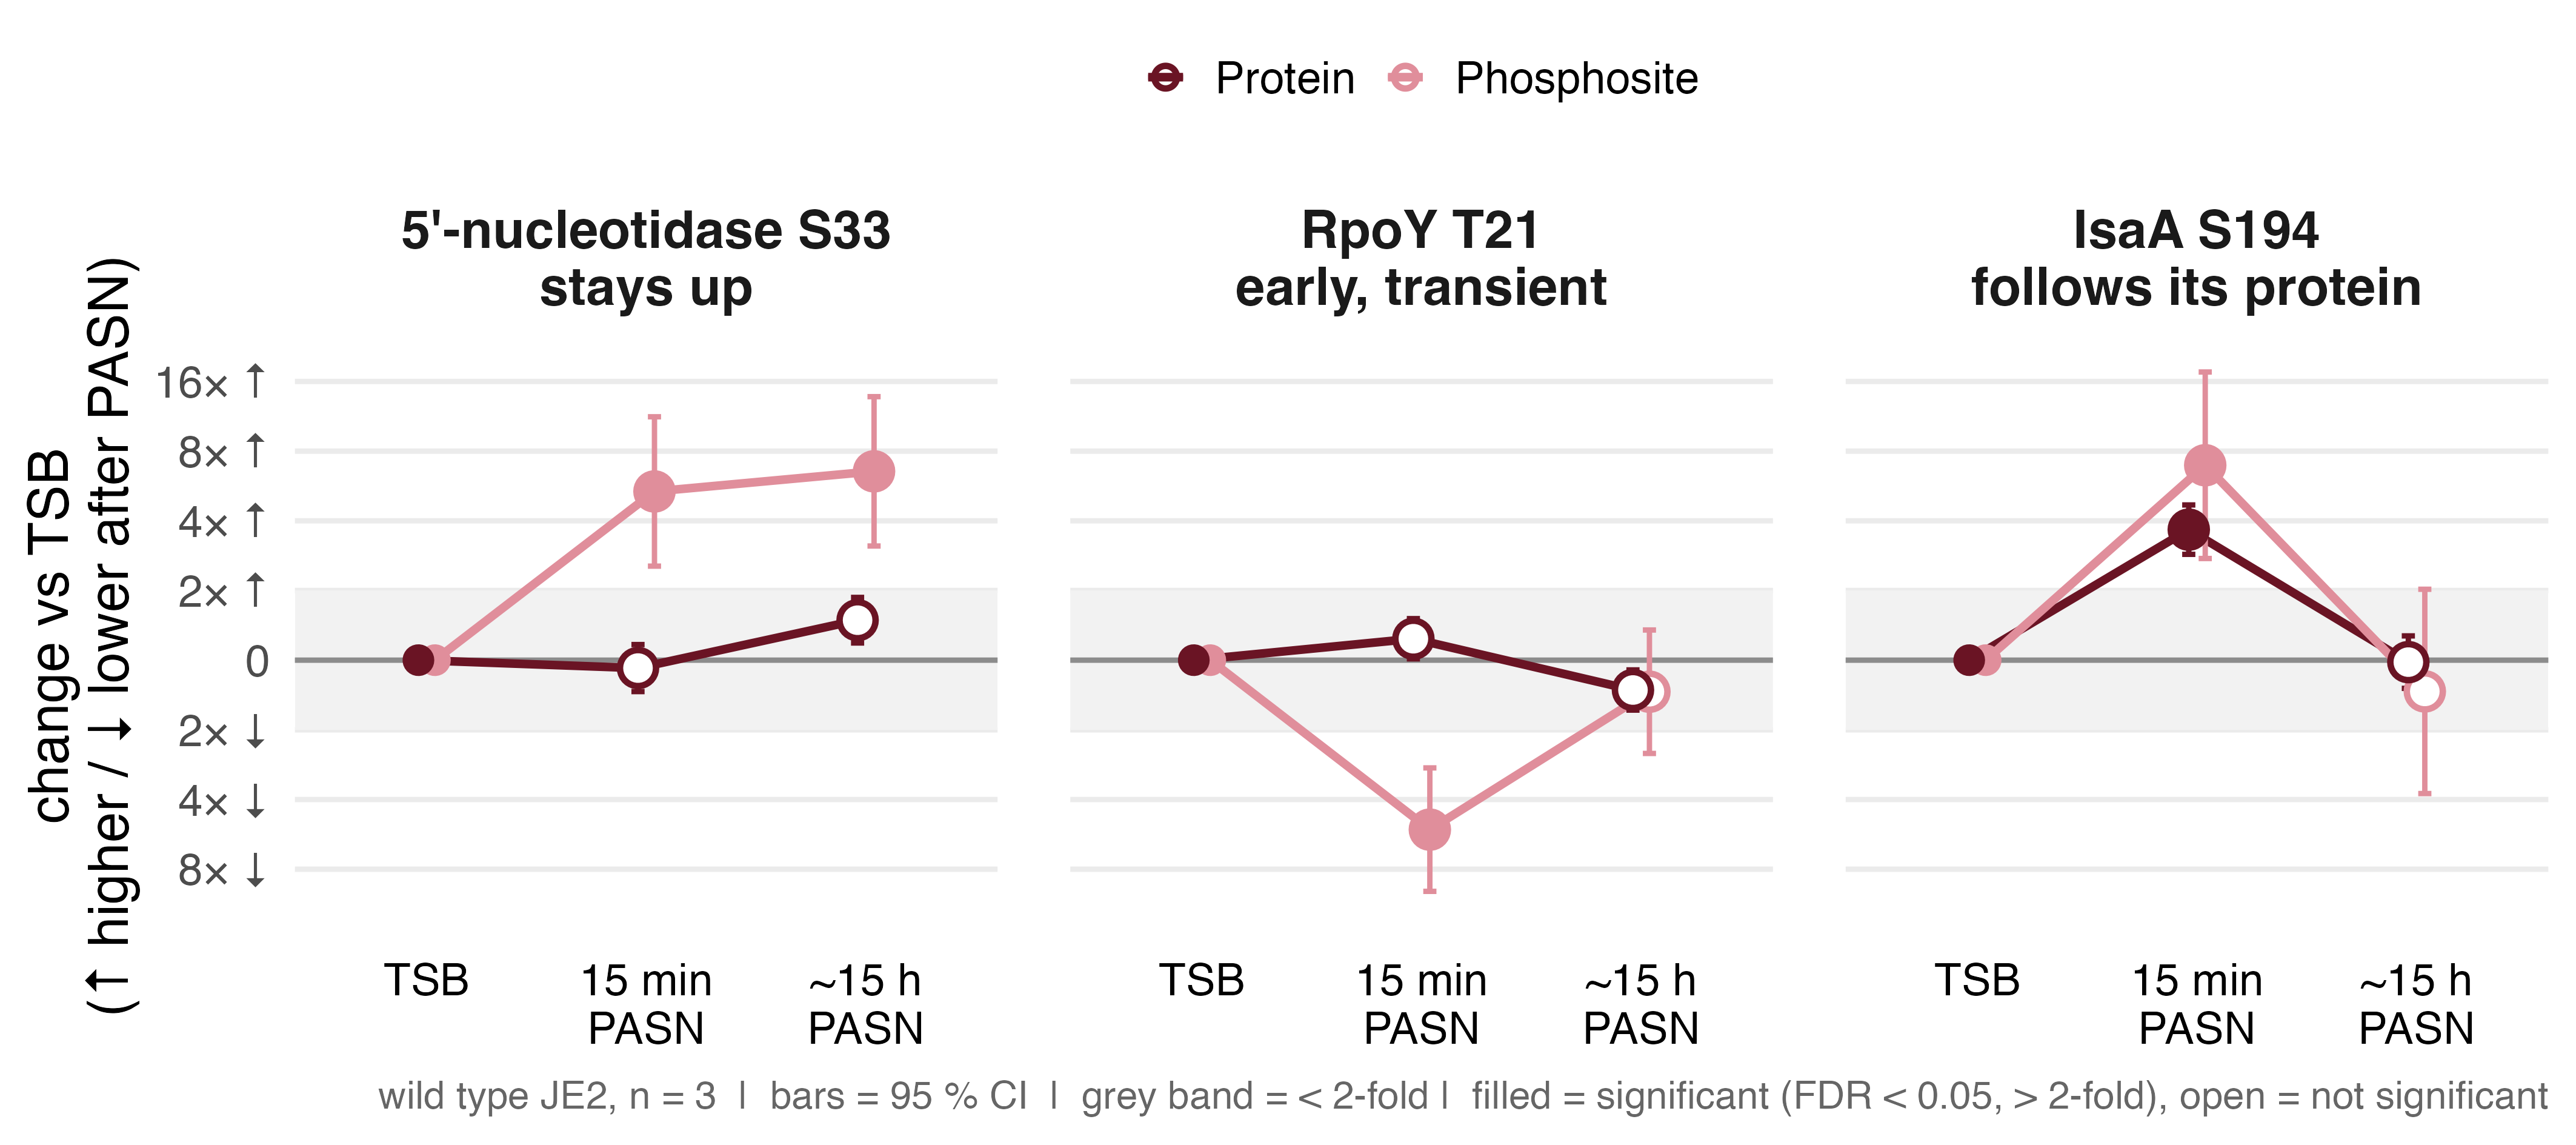 Protein Phosphosite
5'-nucleotidase S33
stays up
RpoY T21
early, transient
IsaA S194
follows its protein
change vs TSB
(↑ higher / ↓ lower after PASN)
16× ↑
8× ↑
4× ↑
2× ↑
0
2× ↓
4× ↓
8× ↓
TSB 15 min ~15 h TSB 15 min ~15 h TSB 15 min ~15 h
PASN PASN PASN PASN PASN PASN
wild type JE2, n = 3 | bars = 95 % CI | grey band = < 2-fold | filled = significant (FDR < 0.05, > 2-fold), open = not significant